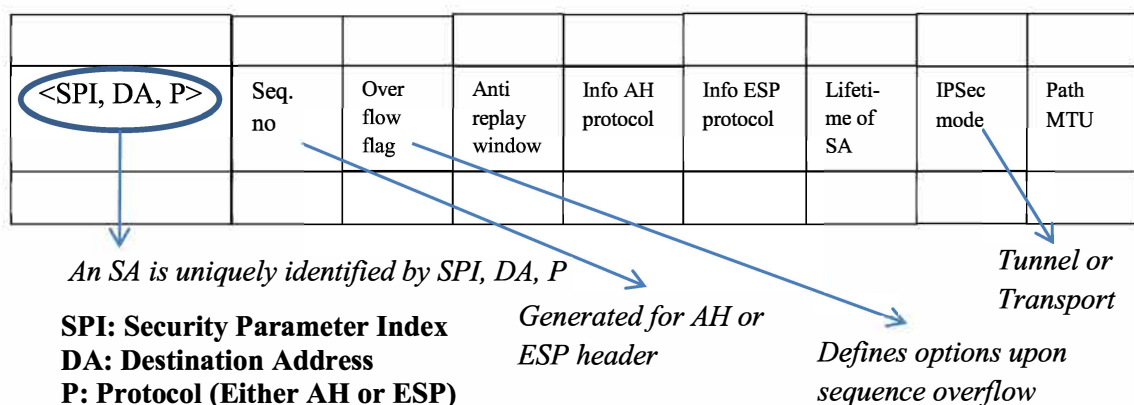 <SPI, DA, P>
Seq.
no
Over
flow
flag
Anti
replay
window
Info AH
protocol
Info ESP
protocol
Lifeti-
me of
SA
IPSec
mode
Path
MTU
An SA is uniquely identified by SPI, DA, P
SPI: Security Parameter Index
DA: Destination Address
P: Protocol (Either AH or ESP)
Generated for AH or
ESP header
Defines options upon
sequence overflow
Tunnel or
Transport